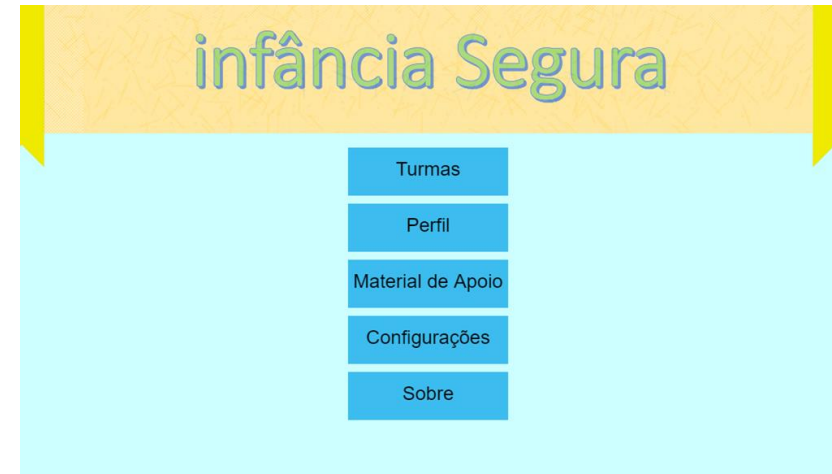 infância Segura
Turmas
Perfil
Material de Apoio
Configurações
Sobre